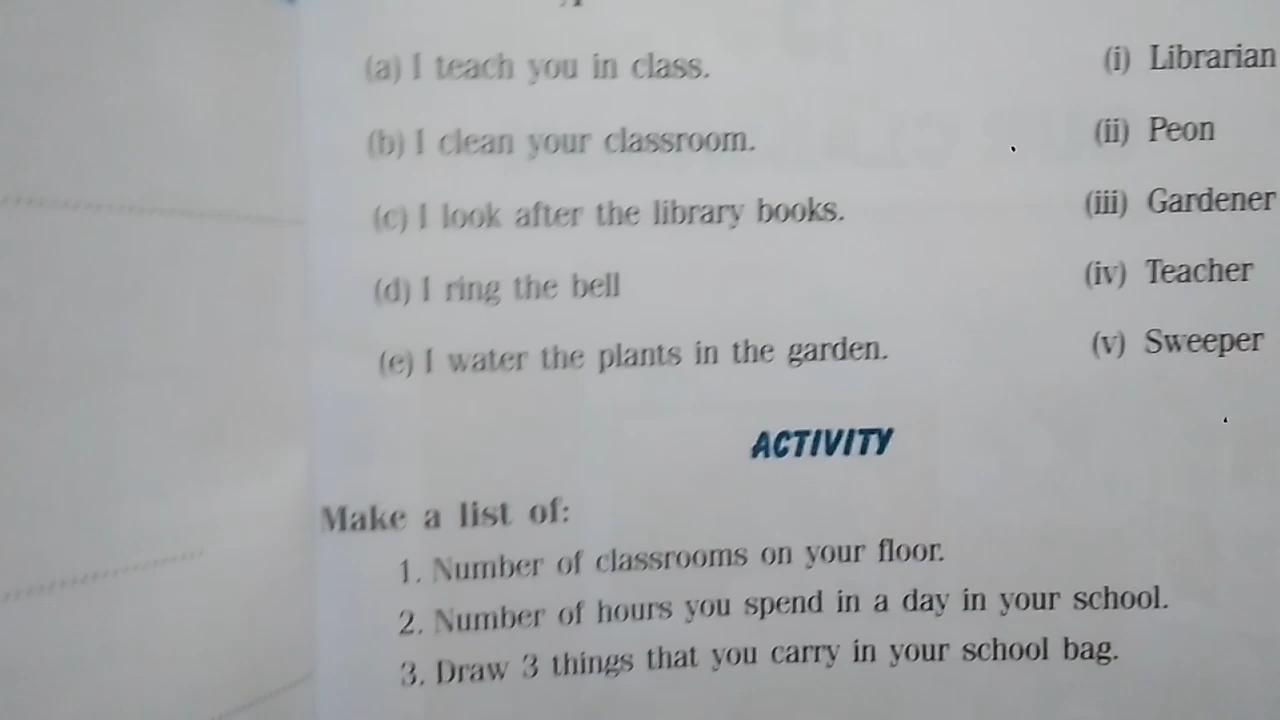 (a) I teach you in class. (i) Librarian
(b) I clean your classroom. (ii) Peon
(c) I look after the library books. (iii) Gardener
(d) I ring the bell (iv) Teacher
(e) I water the plants in the garden. (v) Sweeper
ACTIVITY
Make a list of:
1. Number of classrooms on your floor.
2. Number of hours you spend in a day in your school.
3. Draw 3 things that you carry in your school bag.